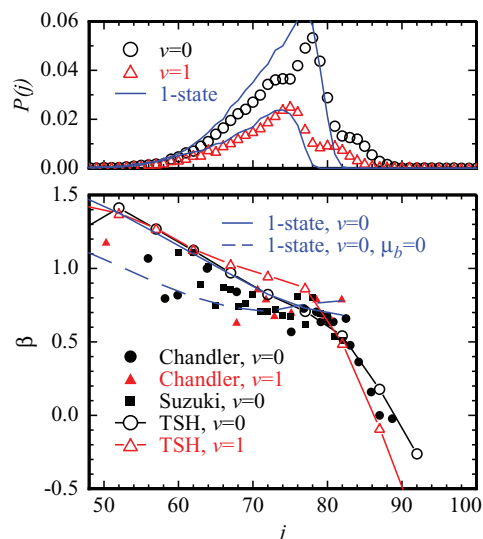 0.06
0.04
0.02
0.00
P(j)
v=0
v=1
1-state
1.5
1.0
0.5
0.0
-0.5
β
1-state, v=0
1-state, v=0, μb=0
Chandler, v=0
Chandler, v=1
Suzuki, v=0
TSH, v=0
TSH, v=1
50 60 70 80 90 100
j